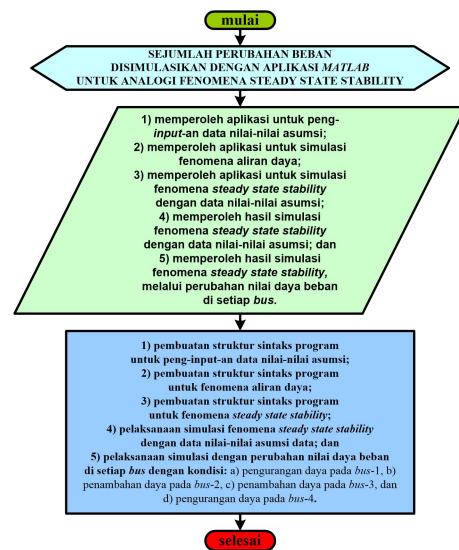 mulai
SEJUMLAH PERUBAHAN BEBAN
DISIMULASIKAN DENGAN APLIKASI MATLAB
UNTUK ANALOGI FENOMENA STEADY STATE STABILITY
1) memperoleh aplikasi untuk peng-
input-an data nilai-nilai asumsi;
2) memperoleh aplikasi untuk simulasi
fenomena aliran daya;
3) memperoleh aplikasi untuk simulasi
fenomena steady state stability
dengan data nilai-nilai asumsi;
4) memperoleh hasil simulasi
fenomena steady state stability
dengan data nilai-nilai asumsi; dan
5) memperoleh hasil simulasi
fenomena steady state stability,
melalui perubahan nilai daya beban
di setiap bus.
1) pembuatan struktur sintaks program
untuk peng-input-an data nilai-nilai asumsi;
2) pembuatan struktur sintaks program
untuk fenomena aliran daya;
3) pembuatan struktur sintaks program
untuk fenomena steady state stability;
4) pelaksanaan simulasi fenomena steady state stability
dengan data nilai-nilai asumsi data; dan
5) pelaksanaan simulasi dengan perubahan nilai daya beban
di setiap bus dengan kondisi: a) pengurangan daya pada bus-1, b)
penambahan daya pada bus-2, c) penambahan daya pada bus-3, dan
d) pengurangan daya pada bus-4.
selesai